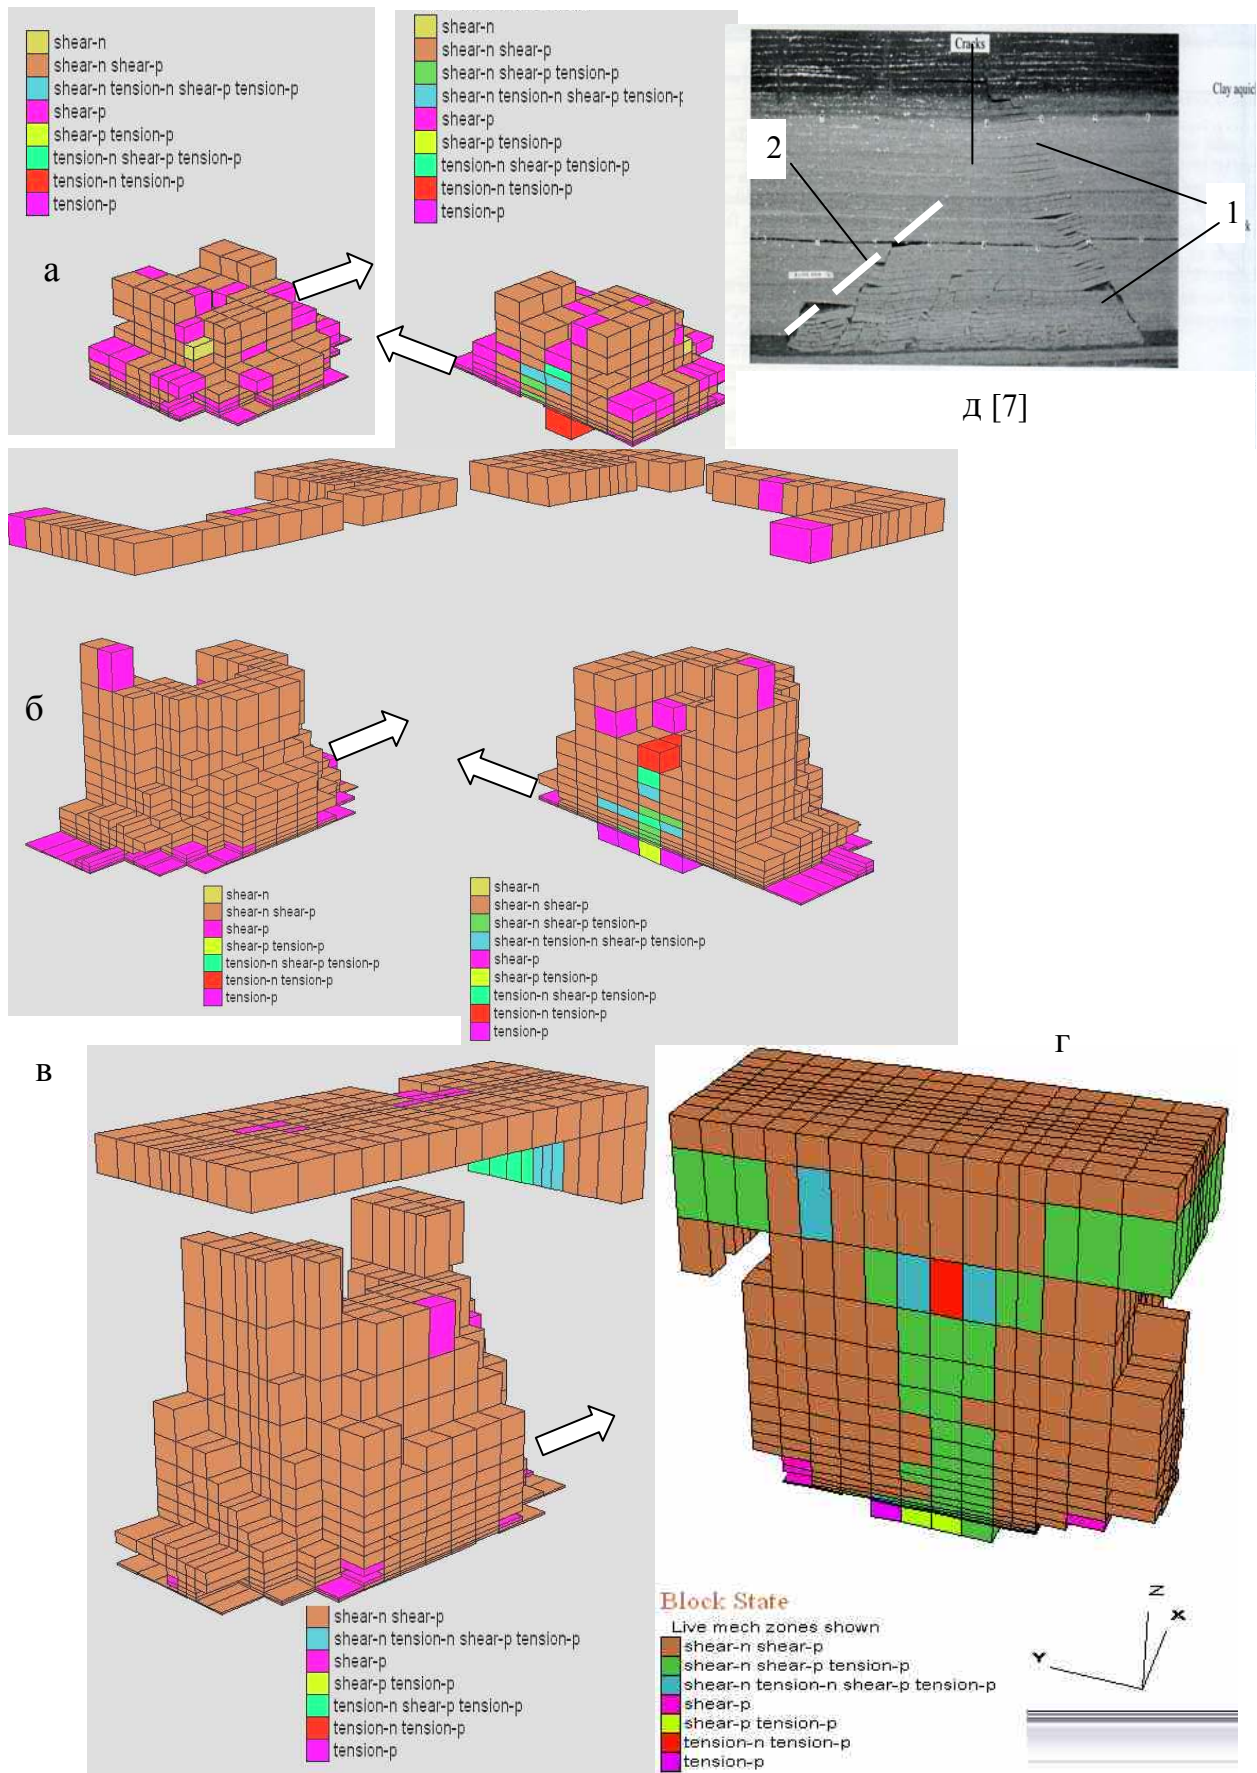 shear-n
shear-n shear-p
shear-n tension-n shear-p tension-p
shear-p
shear-p tension-p
tension-n shear-p tension-p
tension-n tension-p
tension-p
а
shear-n
shear-n shear-p
shear-n shear-p tension-p
shear-n tension-n shear-p tension-p
shear-p
shear-p tension-p
tension-n shear-p tension-p
tension-n tension-p
tension-p
Cracks
Clay
2
1
д [7]
б
shear-n
shear-n shear-p
shear-p
shear-p tension-p
tension-n shear-p tension-p
tension-n tension-p
tension-p
shear-n
shear-n shear-p
shear-n shear-p tension-p
shear-n tension-n shear-p tension-p
shear-p
shear-p tension-p
tension-n shear-p tension-p
tension-n tension-p
tension-p
в
shear-n shear-p
shear-n tension-n shear-p tension-p
shear-p
shear-p tension-p
tension-n shear-p tension-p
tension-n tension-p
tension-p
г
Block State
Live mech zones shown
shear-n shear-p
shear-n shear-p tension-p
shear-n tension-n shear-p tension-p
shear-p
shear-p tension-p
tension-n tension-p
tension-p
Z
X
Y